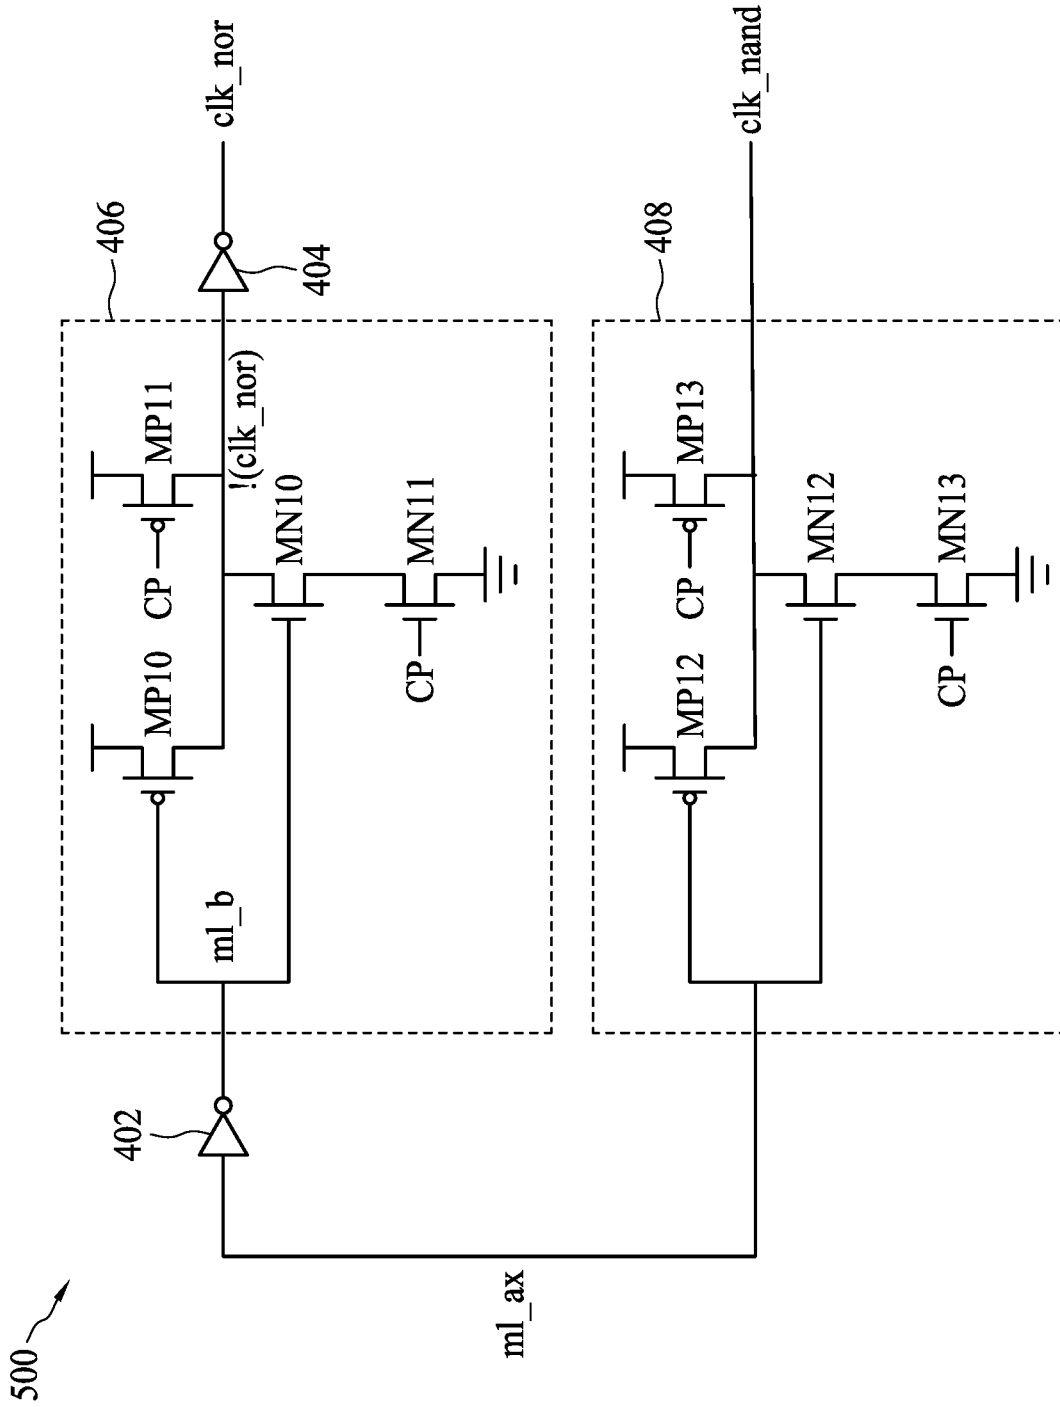 500
ml_ax
402
406
ml_b
MP10
CP
MP11
!(clk_nor)
MN10
CP
MN11
404
clk_nor
408
MP12
CP
MP13
MN12
CP
MN13
clk_nand